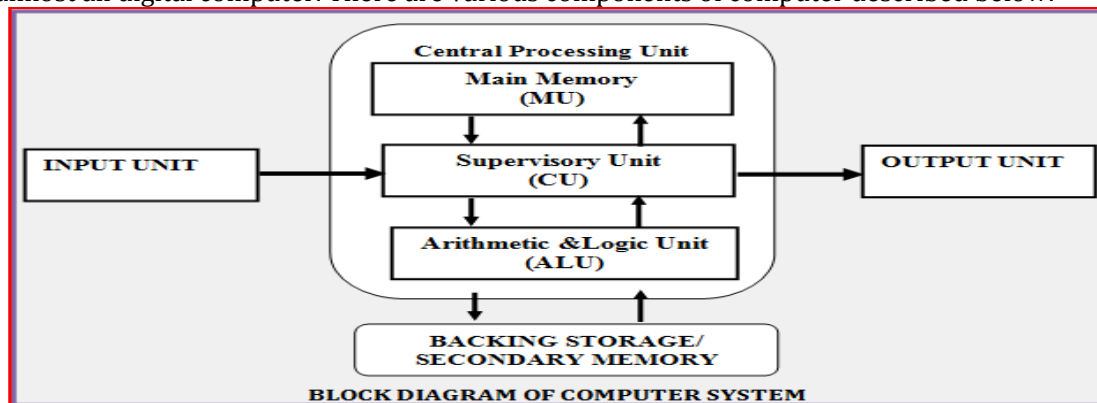 almost all digital computer. There are various components of computer described below:
Central Processing Unit
Main Memory
(MU)
INPUT UNIT
Supervisory Unit
(CU)
OUTPUT UNIT
Arithmetic &Logic Unit
(ALU)
BACKING STORAGE/
SECONDARY MEMORY
BLOCK DIAGRAM OF COMPUTER SYSTEM